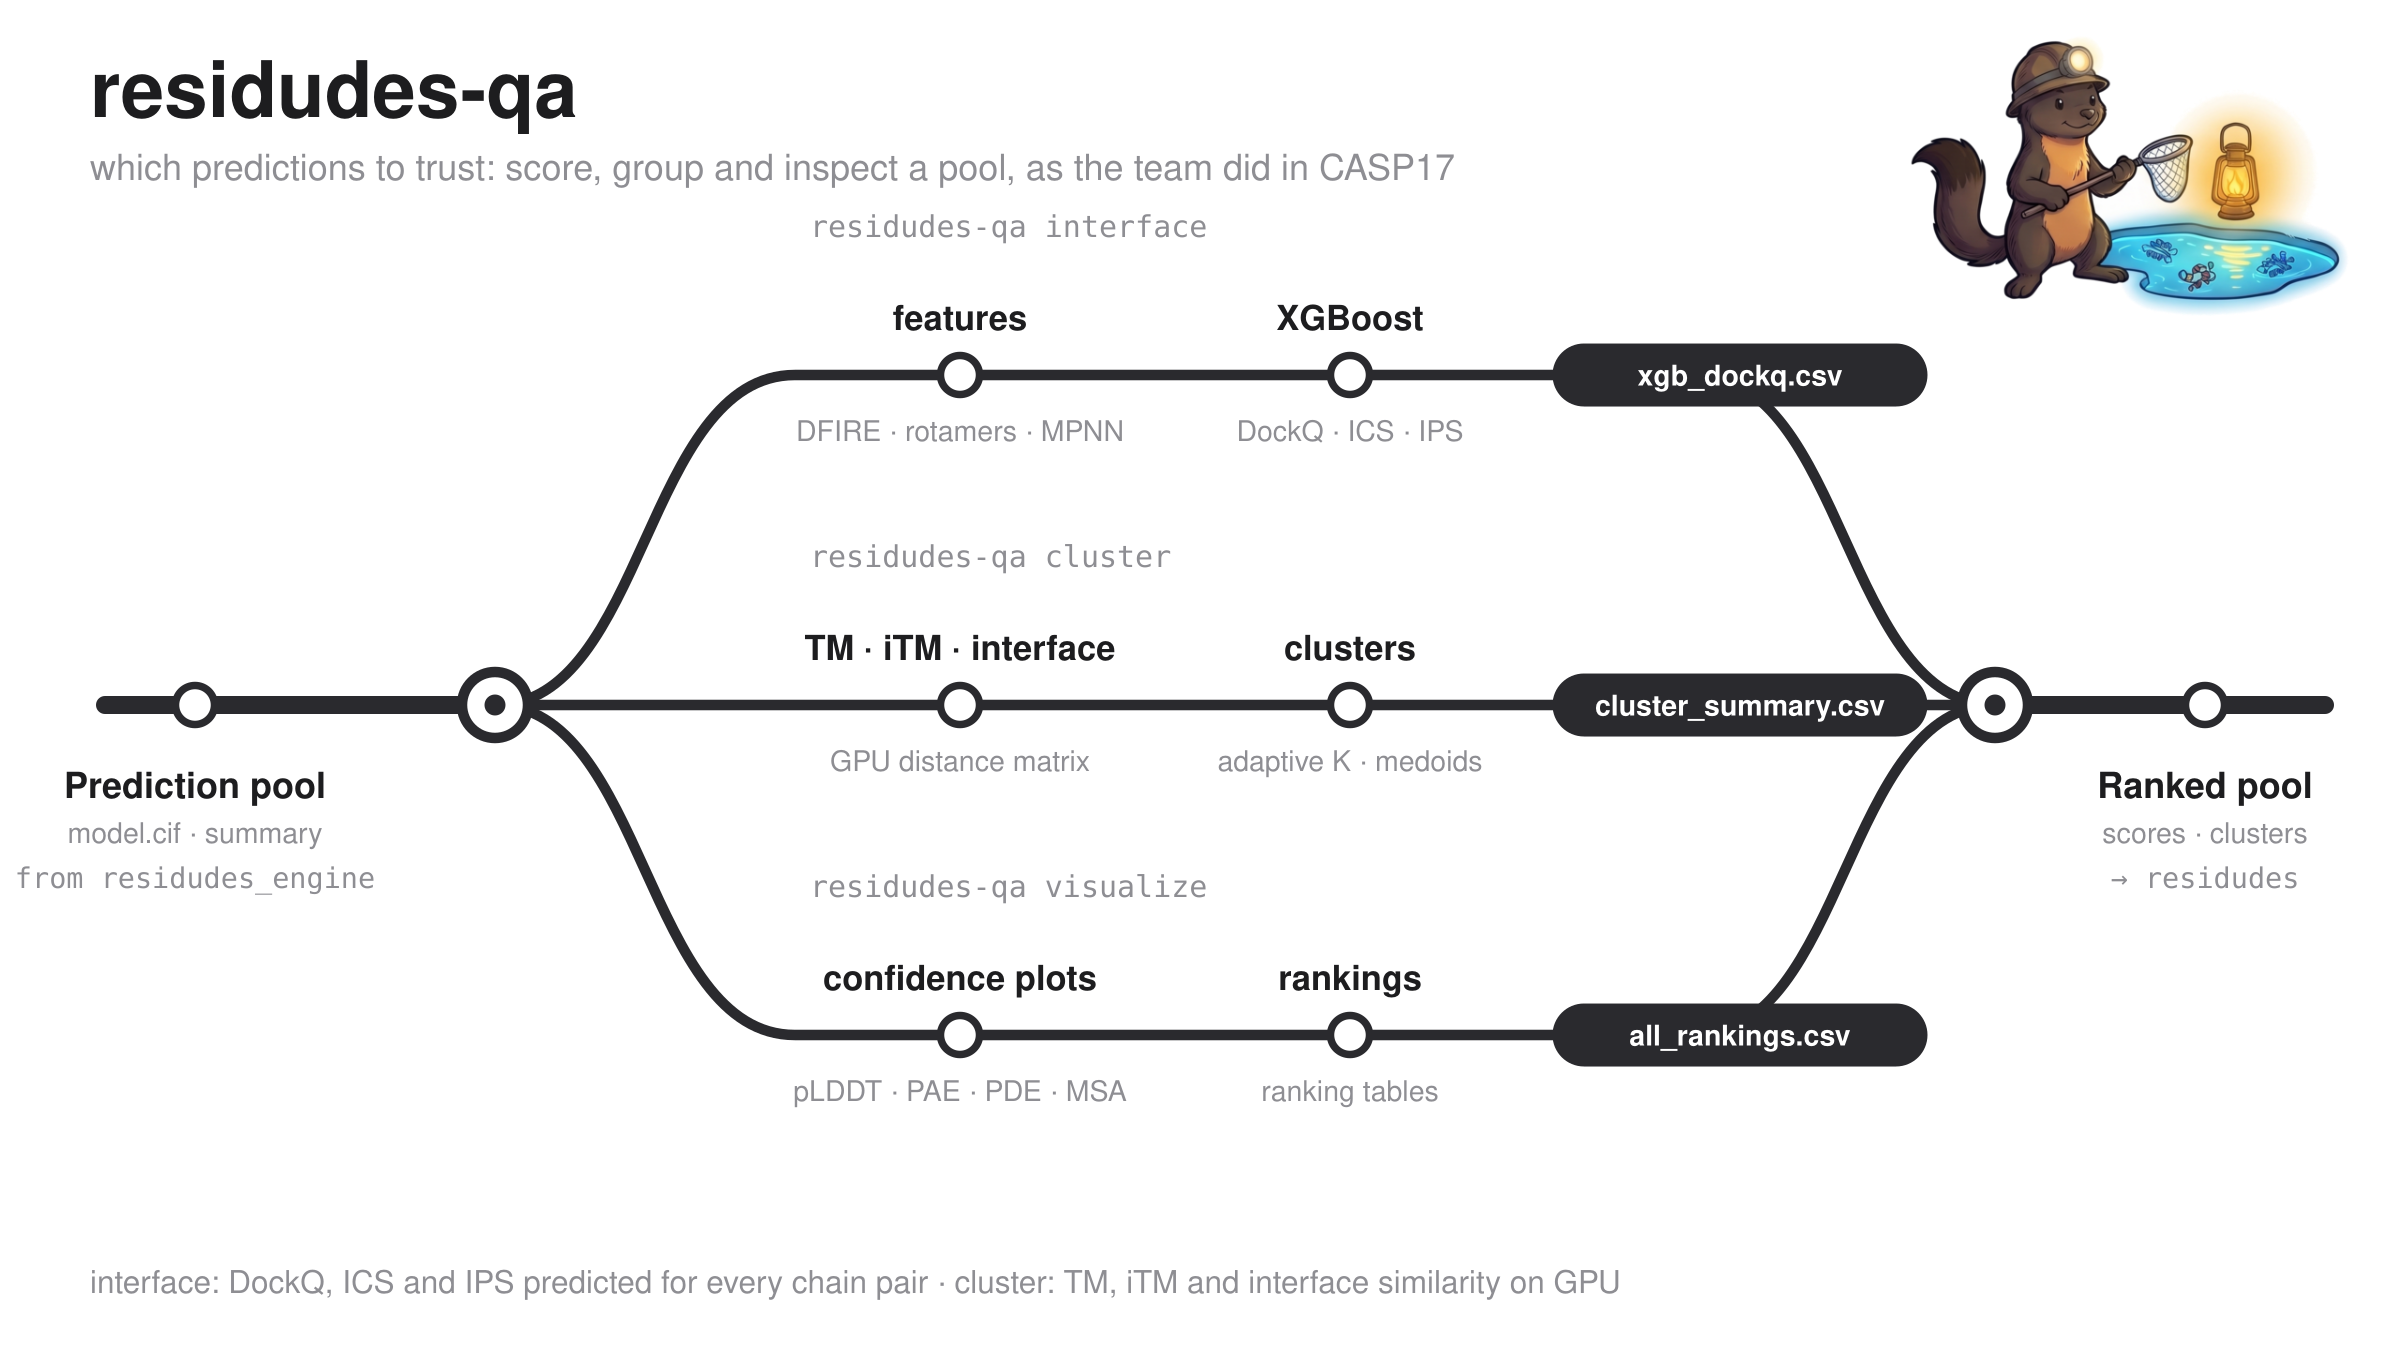 residudes-qa
which predictions to trust: score, group and inspect a pool, as the team did in CASP17
residudes-qa interface
features
XGBoost
xgb_dockq.csv
DFIRE · rotamers · MPNN
DockQ · ICS · IPS
residudes-qa cluster
TM · iTM · interface
clusters
cluster_summary.csv
GPU distance matrix
adaptive K · medoids
Prediction pool
model.cif · summary
from residudes_engine
Ranked pool
scores · clusters
→ residudes
residudes-qa visualize
confidence plots
rankings
all_rankings.csv
pLDDT · PAE · PDE · MSA
ranking tables
interface: DockQ, ICS and IPS predicted for every chain pair · cluster: TM, iTM and interface similarity on GPU